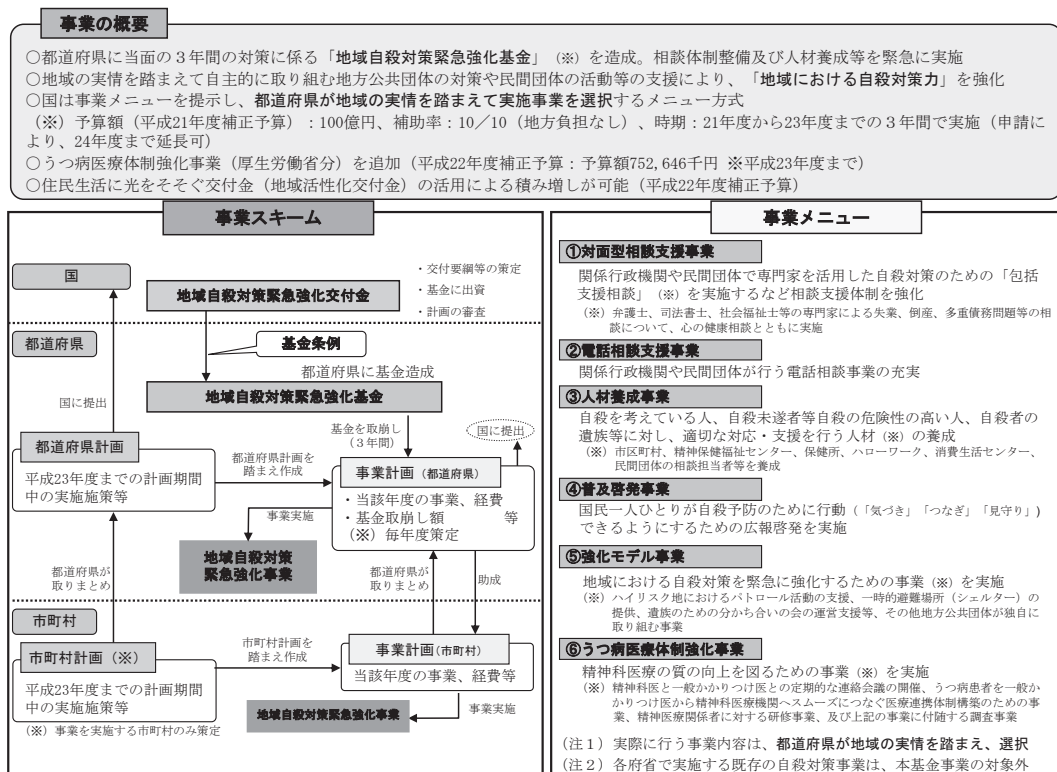 事業の概要
○都道府県に当面の３年間の対策に係る「地域自殺対策緊急強化基金」（※）を造成。相談体制整備及び人材養成等を緊急に実施
○地域の実情を踏まえて自主的に取り組む地方公共団体の対策や民間団体の活動等の支援により、「地域における自殺対策力」を強化
○国は事業メニューを提示し、都道府県が地域の実情を踏まえて実施事業を選択するメニュー方式
（※）予算額（平成21年度補正予算）：100億円、補助率：10／10（地方負担なし）、時期：21年度から23年度までの３年間で実施（申請に
より、24年度まで延長可）
○うつ病医療体制強化事業（厚生労働省分）を追加（平成22年度補正予算：予算額752,646千円 ※平成23年度まで）
○住民生活に光をそそぐ交付金（地域活性化交付金）の活用による積み増しが可能（平成22年度補正予算）
事業スキーム
国
地域自殺対策緊急強化交付金
・交付要綱等の策定
・基金に出資
・計画の審査
都道府県
基金条例
都道府県に基金造成
地域自殺対策緊急強化基金
国に提出
基金を取崩し
（３年間）
国に提出
都道府県計画
平成23年度までの計画期間
中の実施施策等
都道府県計画を
踏まえ作成
事業計画（都道府県）
・当該年度の事業、経費
・基金取崩し額　等
（※）毎年度策定
事業実施
地域自殺対策
緊急強化事業
都道府県が
取りまとめ
都道府県が
取りまとめ
助成
市町村
市町村計画（※）
平成23年度までの計画期間
中の実施施策等
（※）事業を実施する市町村のみ策定
市町村計画を
踏まえ作成
事業計画（市町村）
当該年度の事業、経費等
地域自殺対策緊急強化事業
事業実施
事業メニュー
①対面型相談支援事業
関係行政機関や民間団体で専門家を活用した自殺対策のための「包括
支援相談」（※）を実施するなど相談支援体制を強化
（※）弁護士、司法書士、社会福祉士等の専門家による失業、倒産、多重債務問題等の相
談について、心の健康相談とともに実施
②電話相談支援事業
関係行政機関や民間団体が行う電話相談事業の充実
③人材養成事業
自殺を考えている人、自殺未遂者等自殺の危険性の高い人、自殺者の
遺族等に対し、適切な対応・支援を行う人材（※）の養成
（※）市区町村、精神保健福祉センター、保健所、ハローワーク、消費生活センター、
民間団体の相談担当者等を養成
④普及啓発事業
国民一人ひとりが自殺予防のために行動（「気づき」「つなぎ」「見守り」）
できるようにするための広報啓発を実施
⑤強化モデル事業
地域における自殺対策を緊急に強化するための事業（※）を実施
（※）ハイリスク地におけるパトロール活動の支援、一時的避難場所（シェルター）の
提供、遺族のための分かち合いの会の運営支援等、その他地方公共団体が独自に
取り組む事業
⑥うつ病医療体制強化事業
精神科医療の質の向上を図るための事業（※）を実施
（※）精神科医と一般かかりつけ医との定期的な連絡会議の開催、うつ病患者を一般か
かりつけ医から精神科医療機関へスムーズにつなぐ医療連携体制構築のための事
業、精神医療関係者に対する研修事業、及び上記の事業に付随する調査事業
（注１）実際に行う事業内容は、都道府県が地域の実情を踏まえ、選択
（注２）各府省で実施する既存の自殺対策事業は、本基金事業の対象外